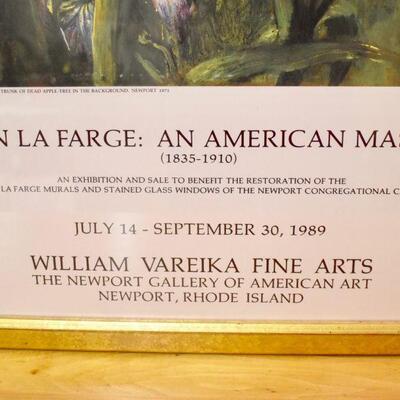 TRUNK OF DEAD APPLE-TREE IN THE BACKGROUND. NEWPORT 1871
N LA FARGE: AN AMERICAN MAS
(1835-1910)
AN EXHIBITION AND SALE TO BENEFIT THE RESTORATION OF THE
LA FARGE MURALS AND STAINED GLASS WINDOWS OF THE NEWPORT CONGREGATIONAL C
JULY 14 - SEPTEMBER 30, 1989
WILLIAM VAREIKA FINE ARTS
THE NEWPORT GALLERY OF AMERICAN ART
NEWPORT, RHODE ISLAND